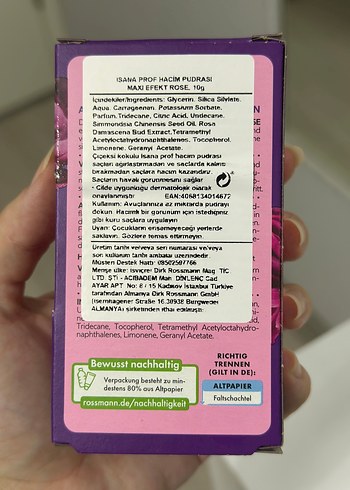 ISANA PROF HACİM PUDRASI
MAXI EFEKT ROSE, 10g
İçindekiler/Ingredients: Glycerin, Silica Silylate,
Aqua, Carrageenan, Potassium Sorbate,
Parfum, Tridecane, Citric Acid, Undecane,
Simmondsia Chinensis Seed Oil, Rosa
Damascena Bud Extract, Tetramethyl
Acetyloctahydronaphthalenes, Tocopherol,
Limonene, Geranyl Acetate.
Çiçeksi kokulu Isana prof hacim pudrası
saçları ağırlaştırmadan ve saçlarda kalıntı
bırakmadan saçlara hacim kazandırır.
Saçların havalı görünmesini sağlar
- Cilde uygunluğu dermatolojik olarak
onaylanmıştır EAN:4068134014672
Kullanım: Avuçlarınıza az miktarda pudrayı
dökün. Hacimli bir görünüm için istediğiniz
gibi kuru saçlara uygulayın
Uyarı: Çocukların erişemeyeceği yerlerde
saklayın. Gözlere temas ettirmeyin.
Üretim tarihi ve/veya seri numarası ve/veya
son kullanım tarihi ambalaj üzerindedir.
Müşteri Destek Hattı: 08502507766
Menşe ülke: İsviçre/ Dirk Rossmann Mağ. TİC
LTD. ŞTİ - ACIBADEM Mah. DİNLENÇ Cad
AYAR APT No: 8 / 15 Kadıköy İstanbul Türkiye
tarafından Almanya Dirk Rossmann GmbH
Isernhägener Straße 16,30938 Burgwedel
ALMANYA/ şirketinden ithal edilmiştir.
Tridecane, Tocopherol, Tetramethyl Acetyloctahydro-
naphthalenes, Limonene, Geranyl Acetate.
Bewusst nachhaltig
Verpackung besteht zu min-
destens 80% aus Altpapier
rossmann.de/nachhaltigkeit
RICHTIG
TRENNEN
(GILT IN DE):
ALTPAPIER
Faltschachtel